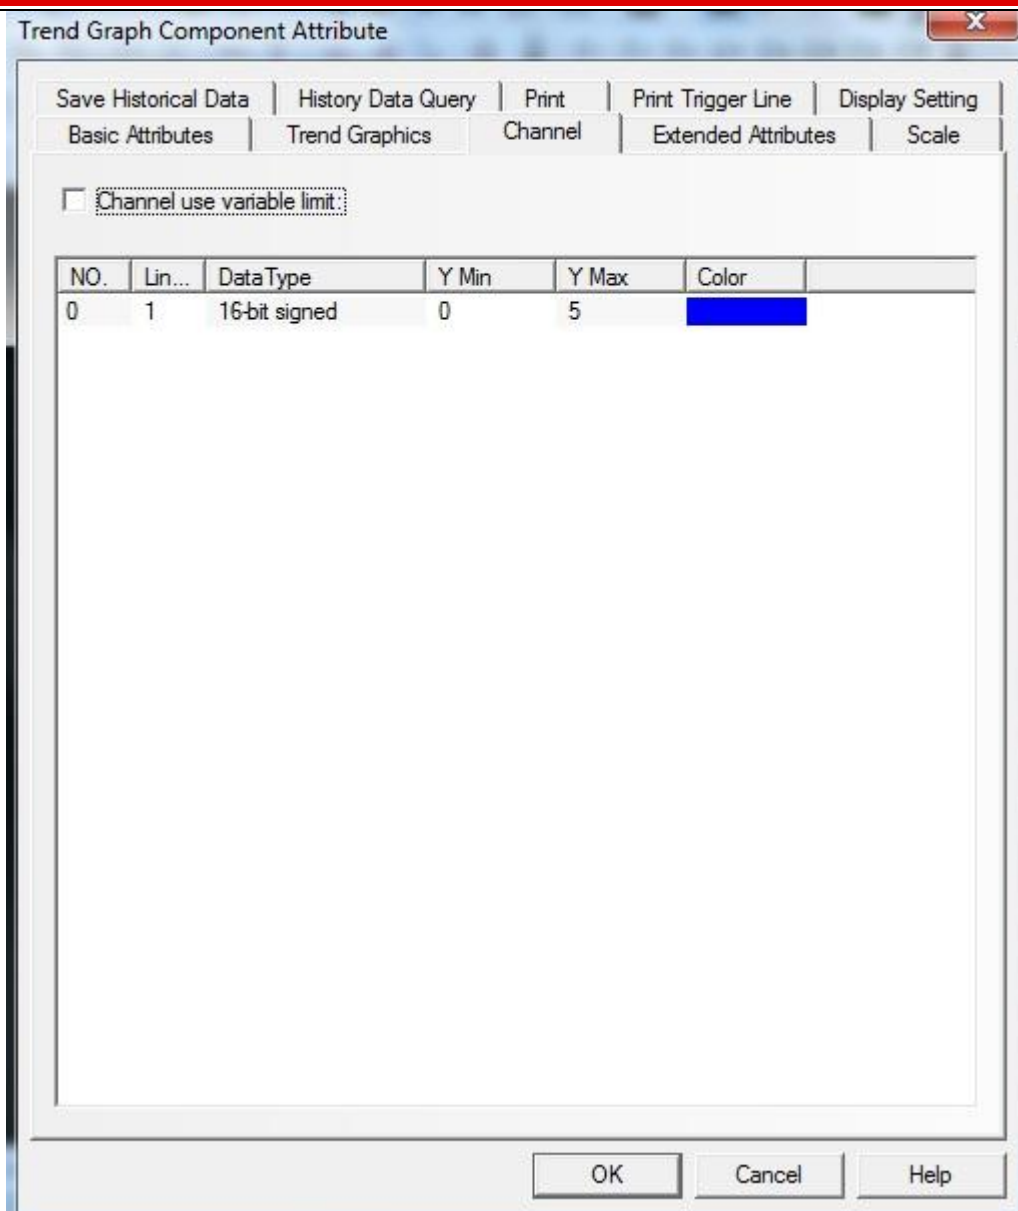 Trend Graph Component Attribute
Save Historical Data History Data Query Print Print Trigger Line Display Setting
Basic Attributes Trend Graphics Channel Extended Attributes Scale
Channel use variable limit:
NO. Lin... DataType Y Min Y Max Color
0 1 16-bit signed 0 5
OK Cancel Help